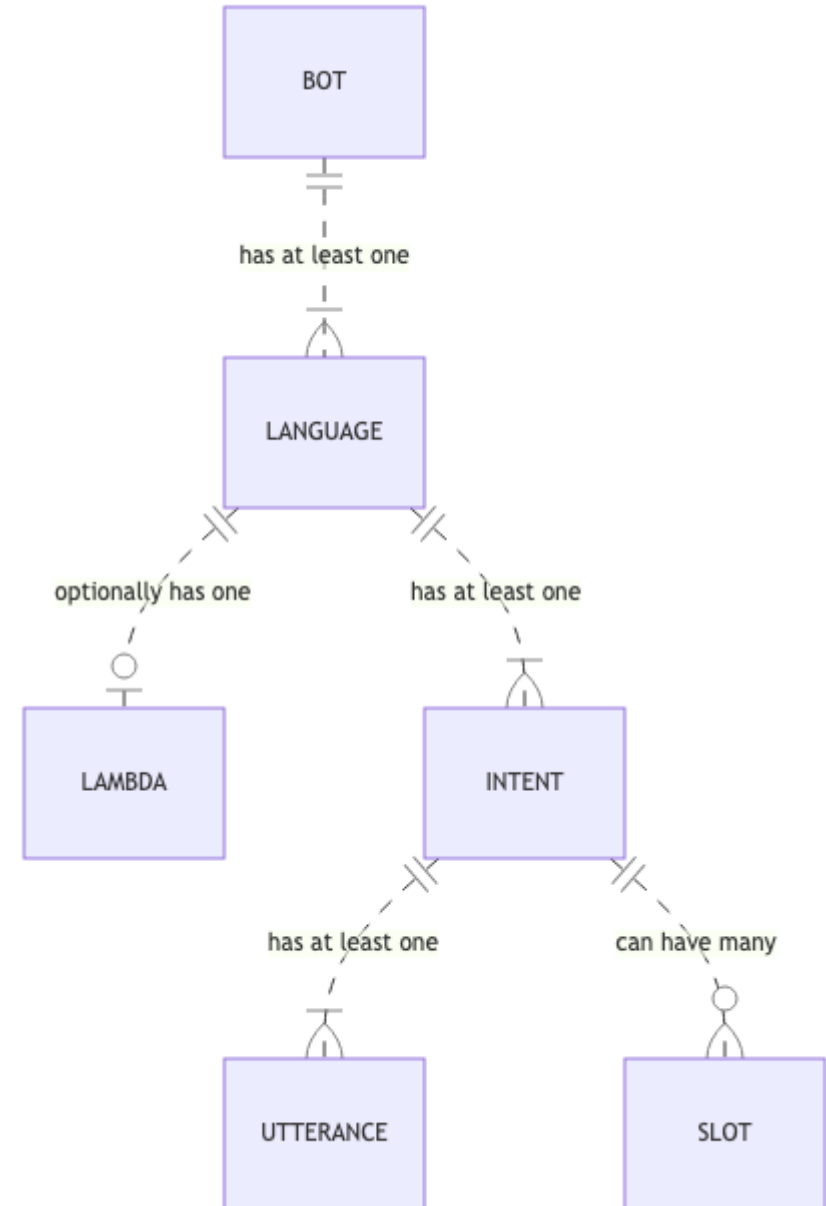 BOT
has at least one
LANGUAGE
optionally has one
has at least one
LAMBDA
INTENT
has at least one
can have many
UTTERANCE
SLOT